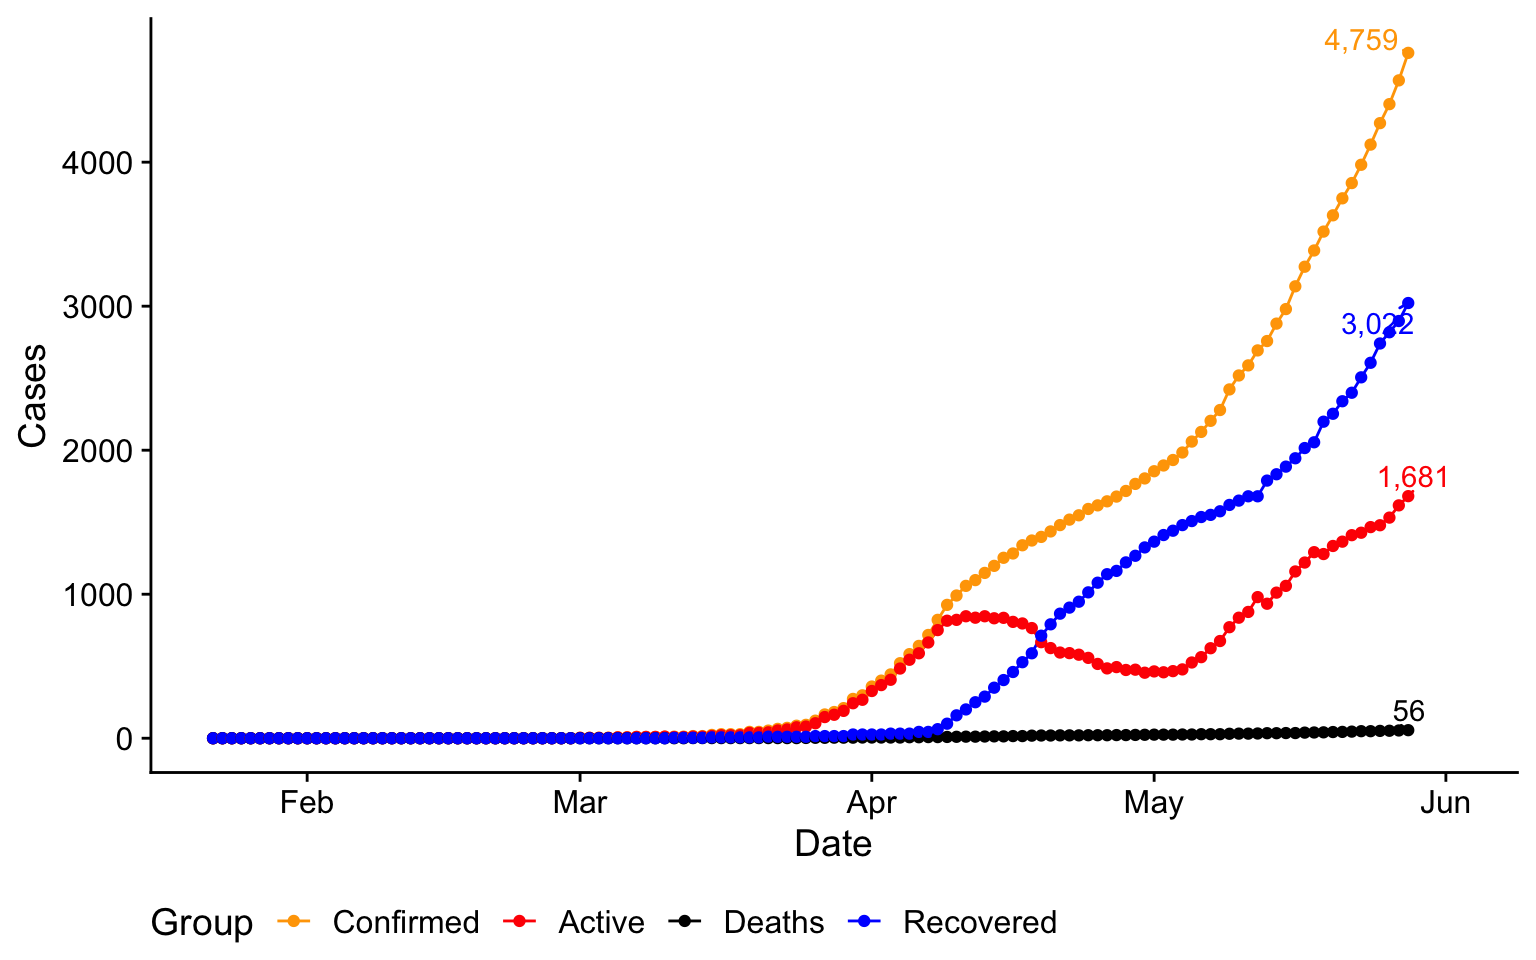 4,759
4000
3000
3,022
2000
1,681
1000
56
0
Cases
Feb Mar Apr May Jun
Date
Group Confirmed Active Deaths Recovered